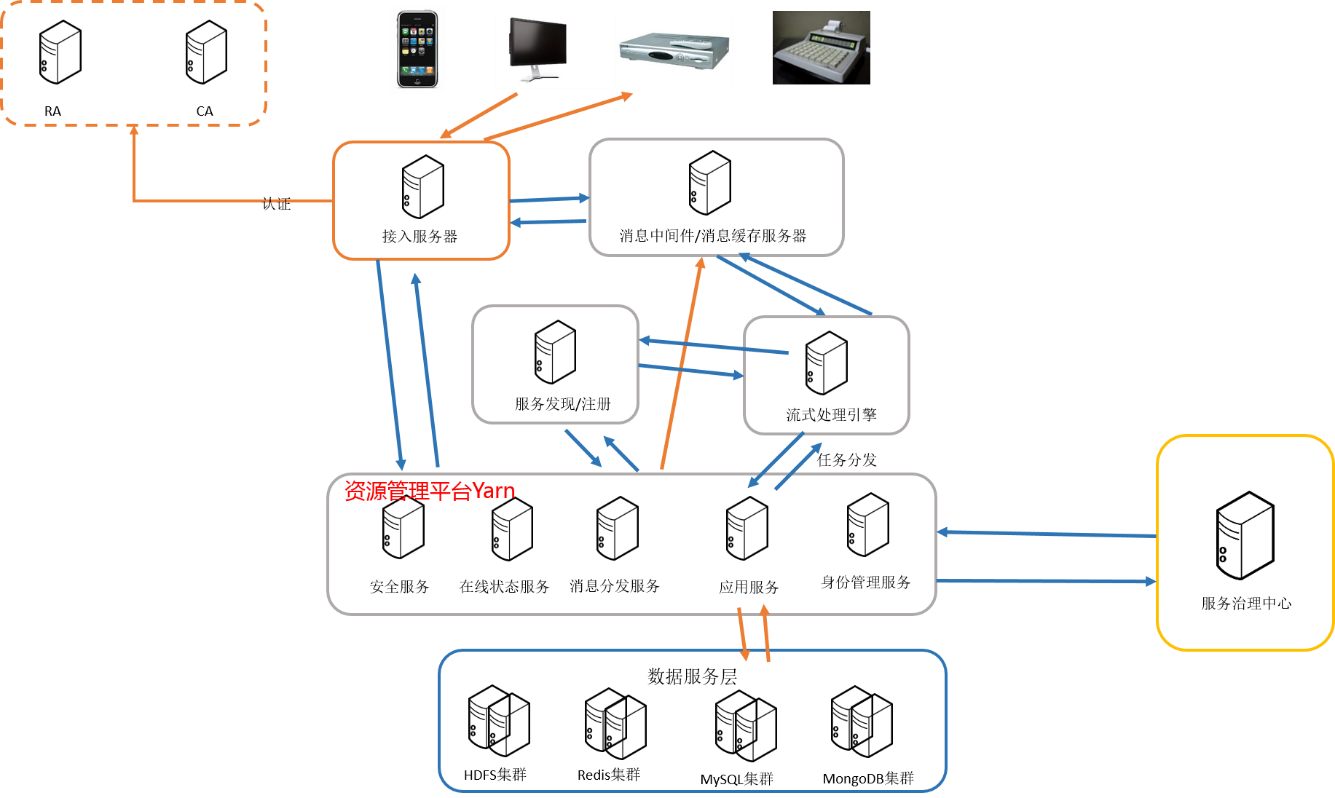 RA
CA
认证
接入服务器
消息中间件/消息缓存服务器
服务发现/注册
流式处理引擎
任务分发
资源管理平台Yarn
安全服务
在线状态服务
消息分发服务
应用服务
身份管理服务
服务治理中心
数据服务层
HDFS集群
Redis集群
MySQL集群
MongoDB集群